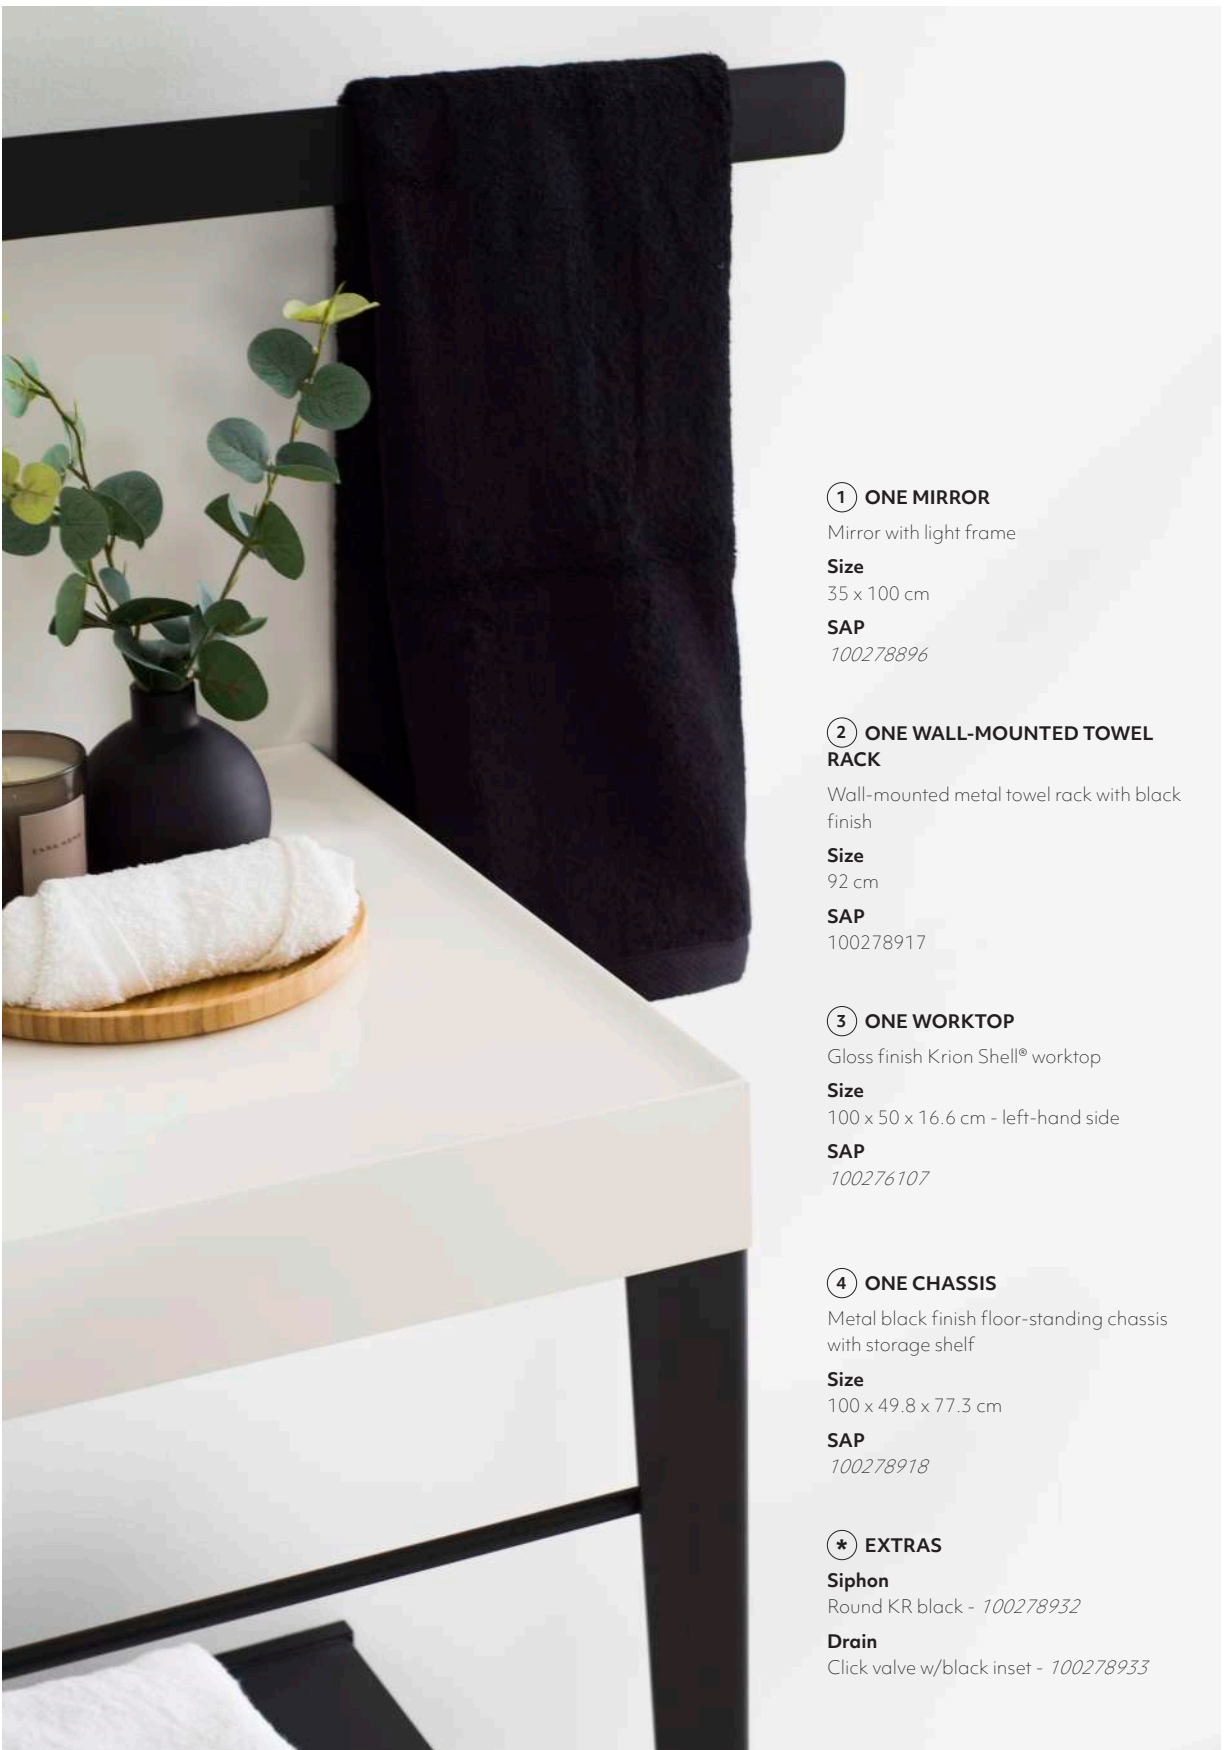 1 ONE MIRROR
Mirror with light frame
Size
35 x 100 cm
SAP
100278896
2 ONE WALL-MOUNTED TOWEL
RACK
Wall-mounted metal towel rack with black
finish
Size
92 cm
SAP
100278917
3 ONE WORKTOP
Gloss finish Krion Shell® worktop
Size
100 x 50 x 16.6 cm - left-hand side
SAP
100276107
4 ONE CHASSIS
Metal black finish floor-standing chassis
with storage shelf
Size
100 x 49.8 x 77.3 cm
SAP
100278918
* EXTRAS
Siphon
Round KR black - 100278932
Drain
Click valve w/black inset - 100278933